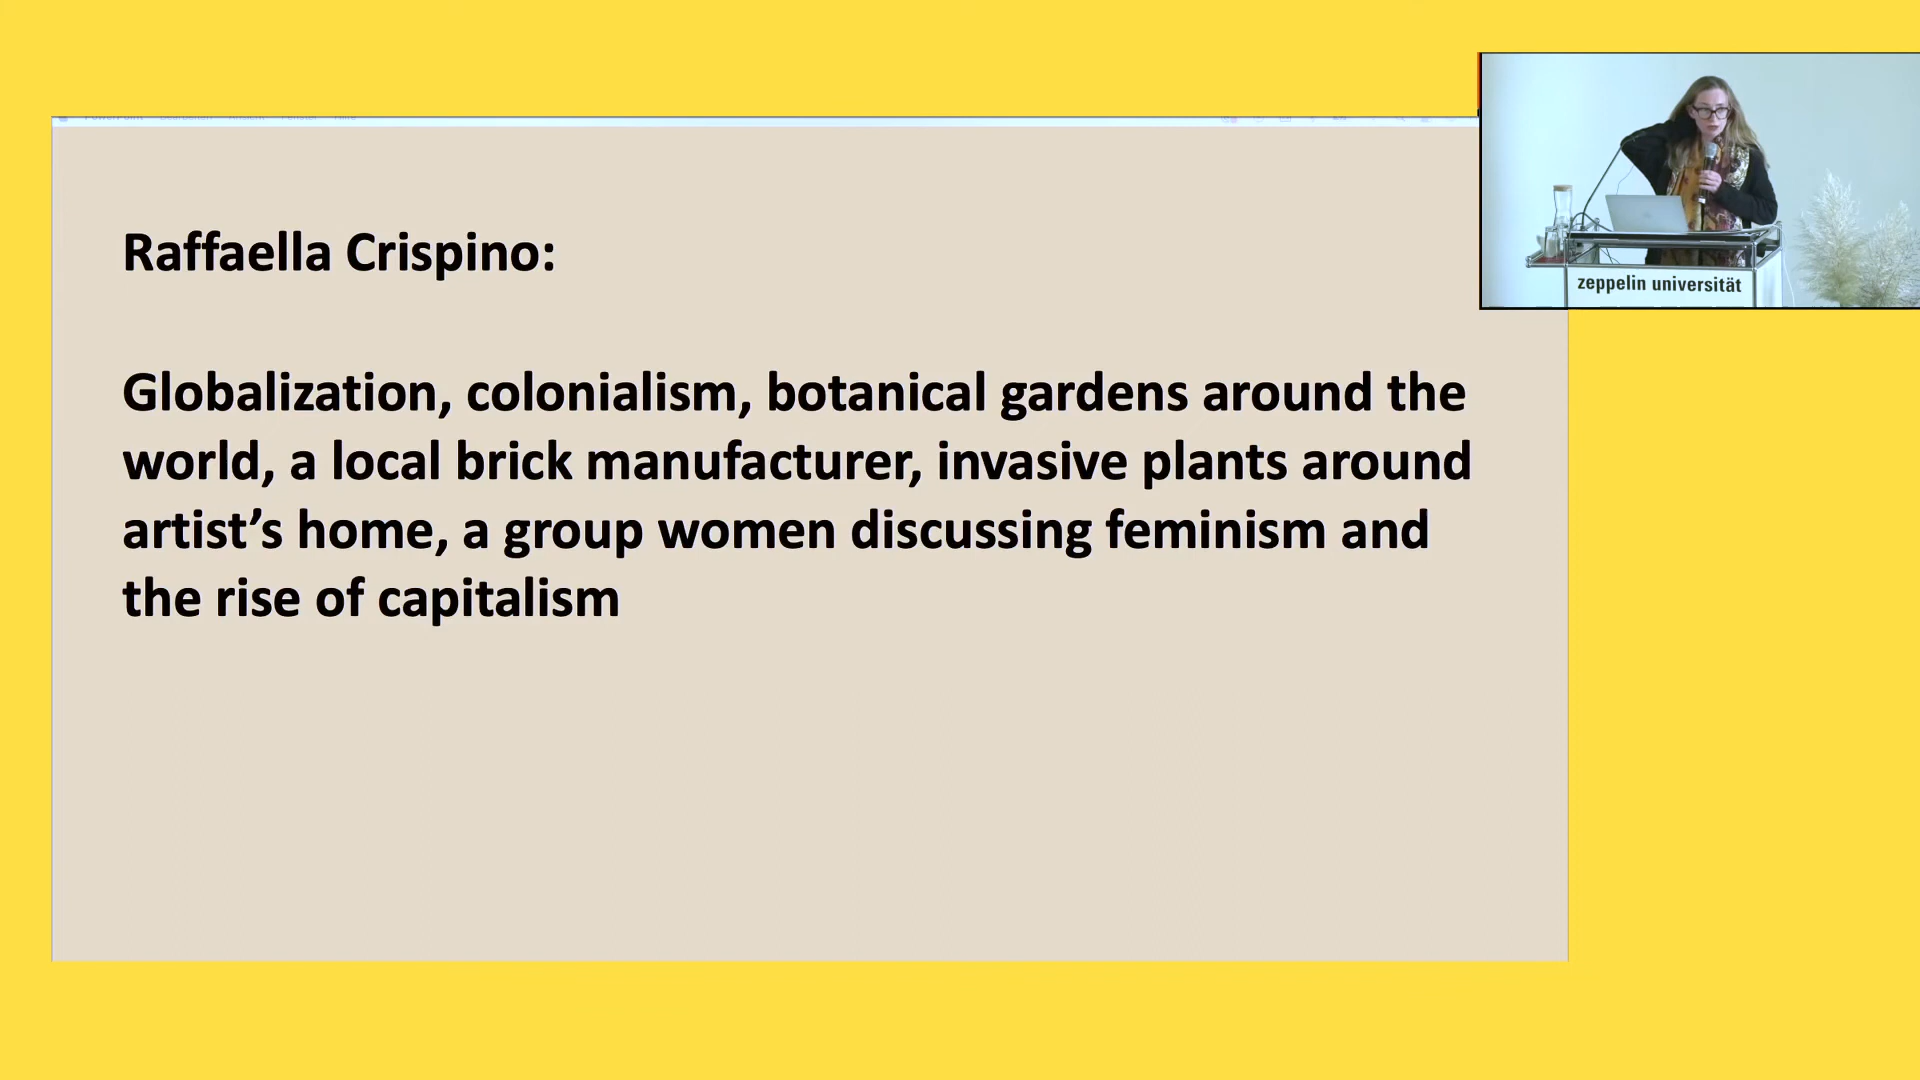 Raffaella Crispino:
Globalization, colonialism, botanical gardens around the
world, a local brick manufacturer, invasive plants around
artist’s home, a group women discussing feminism and
the rise of capitalism
zeppelin universität